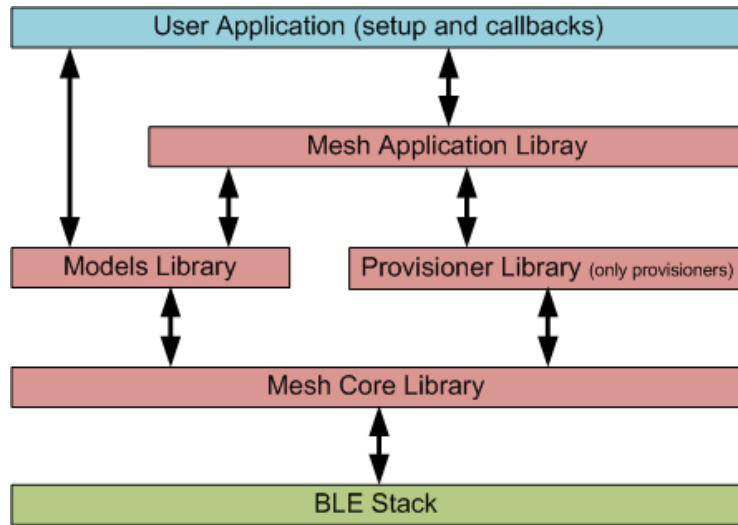 User Application (setup and callbacks)
Mesh Application Libray
Models Library
Provisioner Library (only provisioners)
Mesh Core Library
BLE Stack